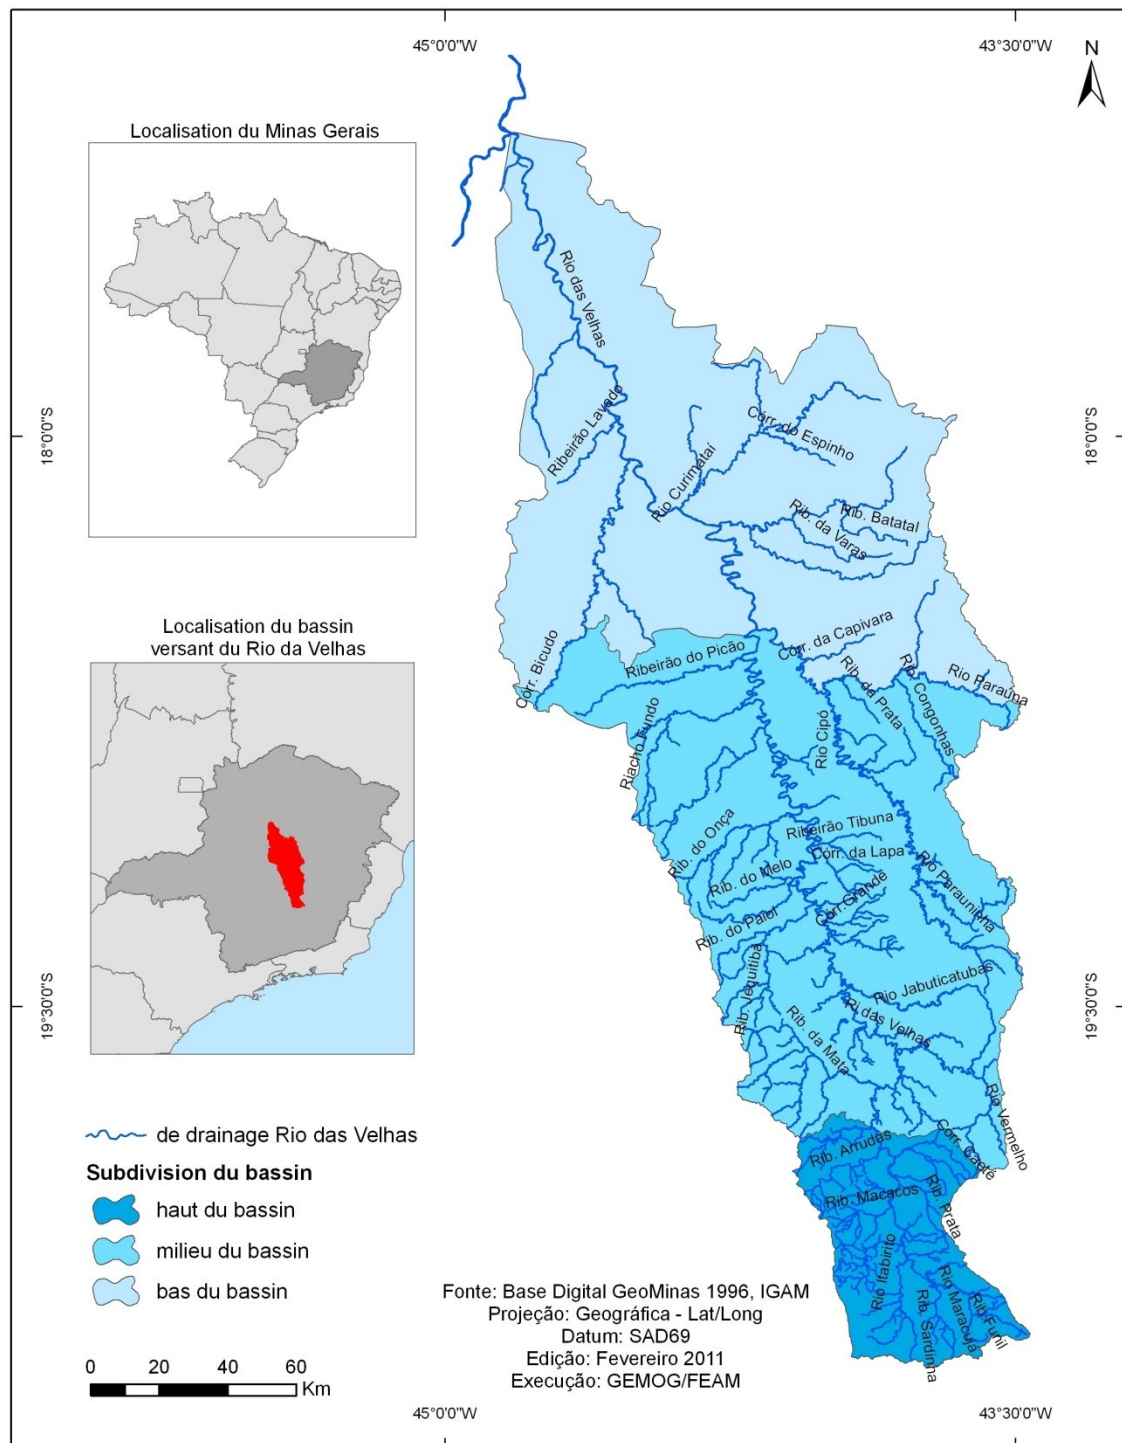 45°0'0"W
43°30'0"W
N
Localisation du Minas Gerais
Rio das Velhas
Ribeirão Lavado
Córr. do Espinho
18°0'0"S
18°0'0"S
Rio Curimataí
Rib. Batatal
Rib. da Varas
Localisation du bassin
versant du Rio da Velhas
Córr. Bicudo
Ribeirão do Picão
Córr. da Capivara
Rib. da Prata
Rib. Congonhas
Rio Paraúna
Riacho Fundo
Rio Cipó
Rib. do Onça
Ribeirão Tibuna
Córr. da Lapa
Rib. do Melo
Córr.Grande
Rio Parauninha
Rib. do Paiol
Rib. Jequitiba
Rio Jabuticatubas
19°30'0"S
19°30'0"S
Ri das Velhas
Rib. da Mata
Rio Vermelho
de drainage Rio das Velhas
Subdivision du bassin
haut du bassin
milieu du bassin
bas du bassin
Rib. Arrudas
Córr. Caeté
Rib. Macacos
Rib. Prata
Rio Itabirito
Rib. Sardinha
Rio Maracujá
Rib.Funil
Fonte: Base Digital GeoMinas 1996, IGAM
Projeção: Geográfica - Lat/Long
Datum: SAD69
Edição: Fevereiro 2011
Execução: GEMOG/FEAM
0 20 40 60
Km
45°0'0"W
43°30'0"W